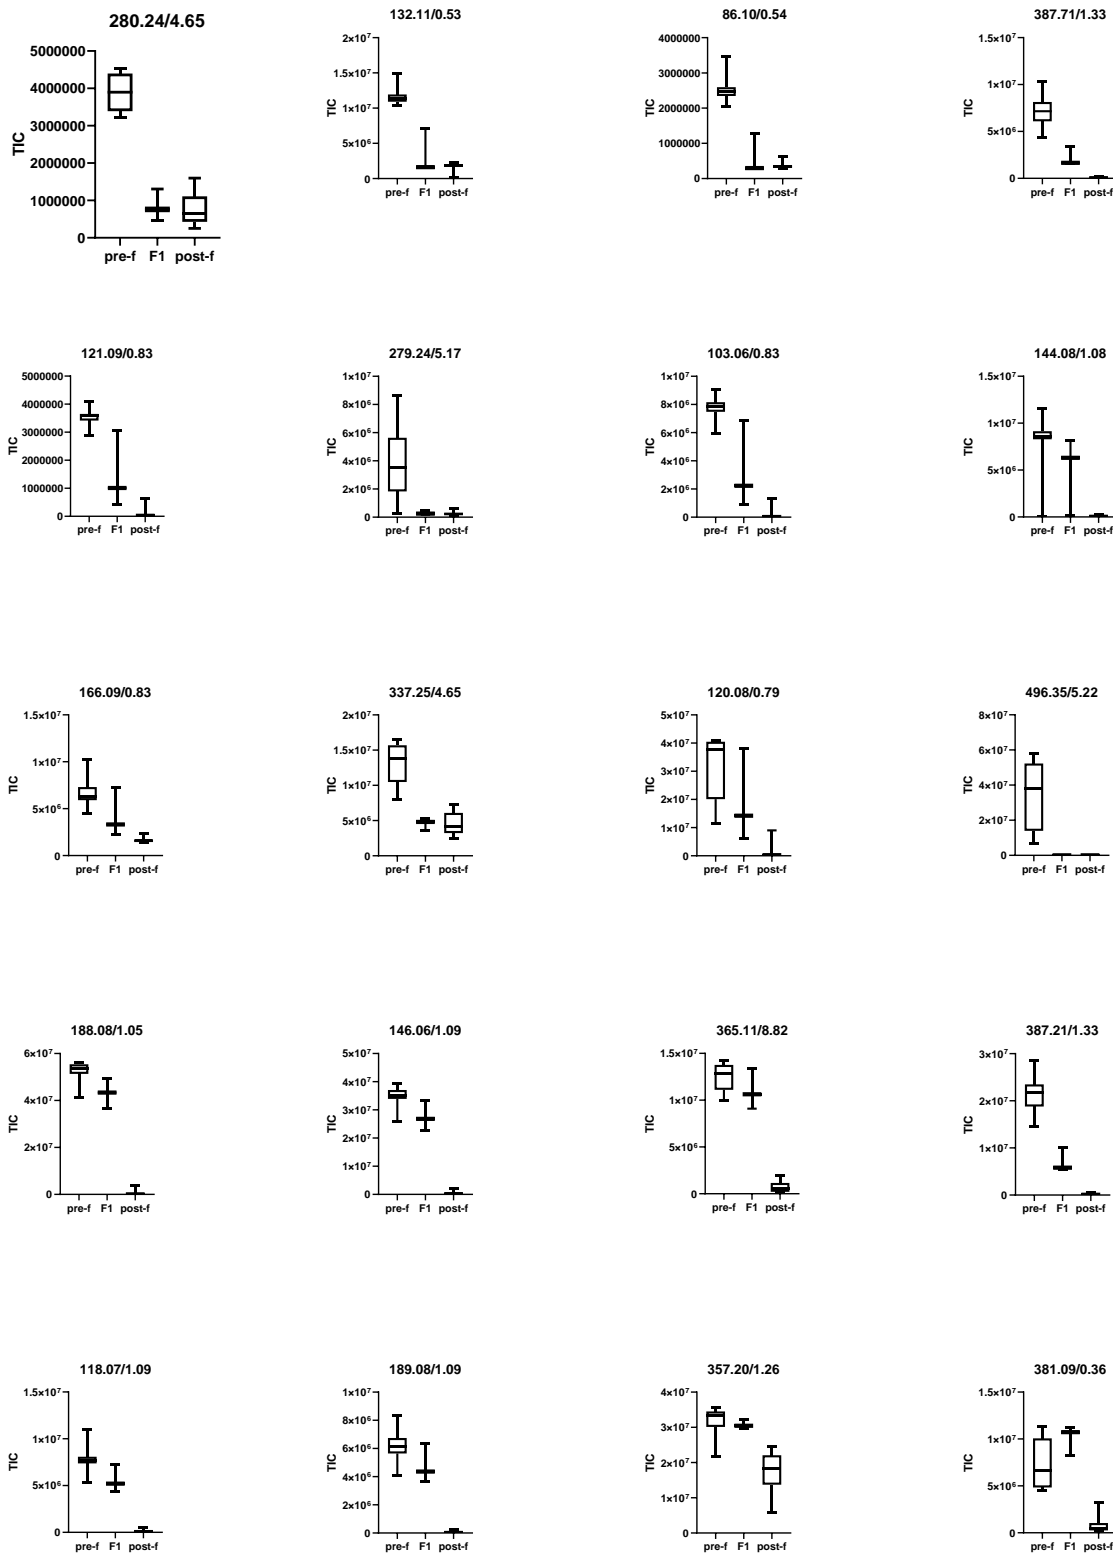 280.24/4.65
TIC
5000000
4000000
3000000
2000000
1000000
0
pre-f F1 post-f
132.11/0.53
TIC
2×10⁷
1.5×10⁷
1×10⁷
5×10⁶
0
pre-f F1 post-f
86.10/0.54
TIC
4000000
3000000
2000000
1000000
0
pre-f F1 post-f
387.71/1.33
TIC
1.5×10⁷
1×10⁷
5×10⁶
0
pre-f F1 post-f
121.09/0.83
TIC
5000000
4000000
3000000
2000000
1000000
0
pre-f F1 post-f
279.24/5.17
TIC
1×10⁷
8×10⁶
6×10⁶
4×10⁶
2×10⁶
0
pre-f F1 post-f
103.06/0.83
TIC
1×10⁷
8×10⁶
6×10⁶
4×10⁶
2×10⁶
0
pre-f F1 post-f
144.08/1.08
TIC
1.5×10⁷
1×10⁷
5×10⁶
0
pre-f F1 post-f
166.09/0.83
TIC
1.5×10⁷
1×10⁷
5×10⁶
0
pre-f F1 post-f
337.25/4.65
TIC
2×10⁷
1.5×10⁷
1×10⁷
5×10⁶
0
pre-f F1 post-f
120.08/0.79
TIC
5×10⁷
4×10⁷
3×10⁷
2×10⁷
1×10⁷
0
pre-f F1 post-f
496.35/5.22
TIC
8×10⁷
6×10⁷
4×10⁷
2×10⁷
0
pre-f F1 post-f
188.08/1.05
TIC
6×10⁷
4×10⁷
2×10⁷
0
pre-f F1 post-f
146.06/1.09
TIC
5×10⁷
4×10⁷
3×10⁷
2×10⁷
1×10⁷
0
pre-f F1 post-f
365.11/8.82
TIC
1.5×10⁷
1×10⁷
5×10⁶
0
pre-f F1 post-f
387.21/1.33
TIC
3×10⁷
2×10⁷
1×10⁷
0
pre-f F1 post-f
118.07/1.09
TIC
1.5×10⁷
1×10⁷
5×10⁶
0
pre-f F1 post-f
189.08/1.09
TIC
1×10⁷
8×10⁶
6×10⁶
4×10⁶
2×10⁶
0
pre-f F1 post-f
357.20/1.26
TIC
4×10⁷
3×10⁷
2×10⁷
1×10⁷
0
pre-f F1 post-f
381.09/0.36
TIC
1.5×10⁷
1×10⁷
5×10⁶
0
pre-f F1 post-f